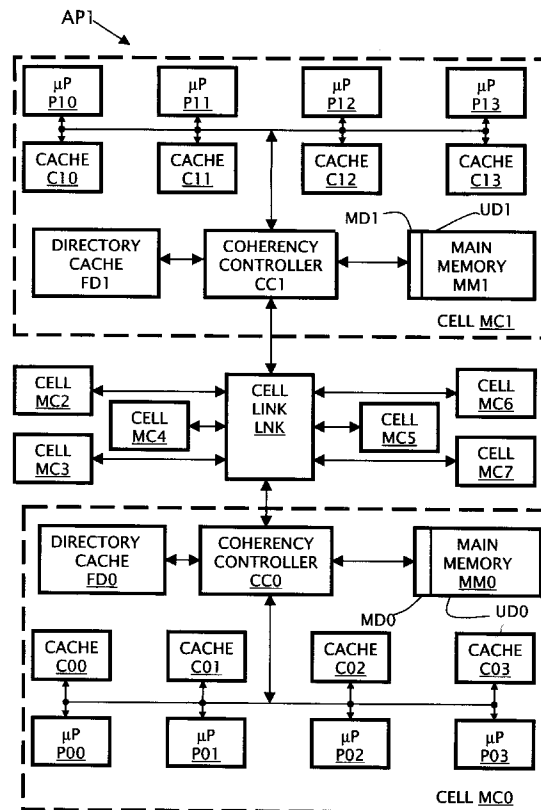 AP1
µP µP µP µP
P10 P11 P12 P13
CACHE CACHE CACHE CACHE
C10 C11 C12 C13
MD1 UD1
DIRECTORY CACHE FD1
COHERENCY CONTROLLER CC1
MAIN MEMORY MM1
CELL MC1
CELL MC2
CELL MC4
CELL MC3
CELL LINK LNK
CELL MC6
CELL MC5
CELL MC7
DIRECTORY CACHE FD0
COHERENCY CONTROLLER CC0
MAIN MEMORY MM0
MD0 UD0
CACHE CACHE CACHE CACHE
C00 C01 C02 C03
µP µP µP µP
P00 P01 P02 P03
CELL MC0